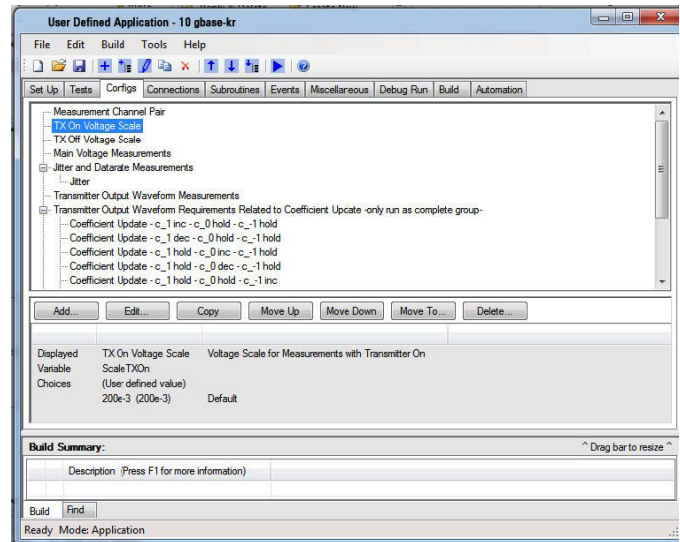 User Defined Application - 10 gbase-kr
File Edit Build Tools Help
Set Up Tests Configs Connections Subroutines Events Miscellaneous Debug Run Build Automation
Measurement Channel Pair
TX On Voltage Scale
TX Off Voltage Scale
Main Voltage Measurements
Jitter and Datarate Measurements
Jitter
Transmitter Output Waveform Measurements
Transmitter Output Waveform Requirements Related to Coefficient Update -only run as complete group-
Coefficient Update - c_1 inc - c_0 hold - c_-1 hold
Coefficient Update - c_1 dec - c_0 hold - c_-1 hold
Coefficient Update - c_1 hold - c_0 inc - c_-1 hold
Coefficient Update - c_1 hold - c_0 dec - c_-1 hold
Coefficient Update - c_1 hold - c_0 hold - c_-1 inc
Add... Edit... Copy Move Up Move Down Move To... Delete...
Displayed TX On Voltage Scale Voltage Scale for Measurements with Transmitter On
Variable ScaleTXOn
Choices (User defined value)
200e-3 (200e-3) Default
Build Summary: ^ Drag bar to resize ^
Description (Press F1 for more information)
Build Find
Ready Mode: Application